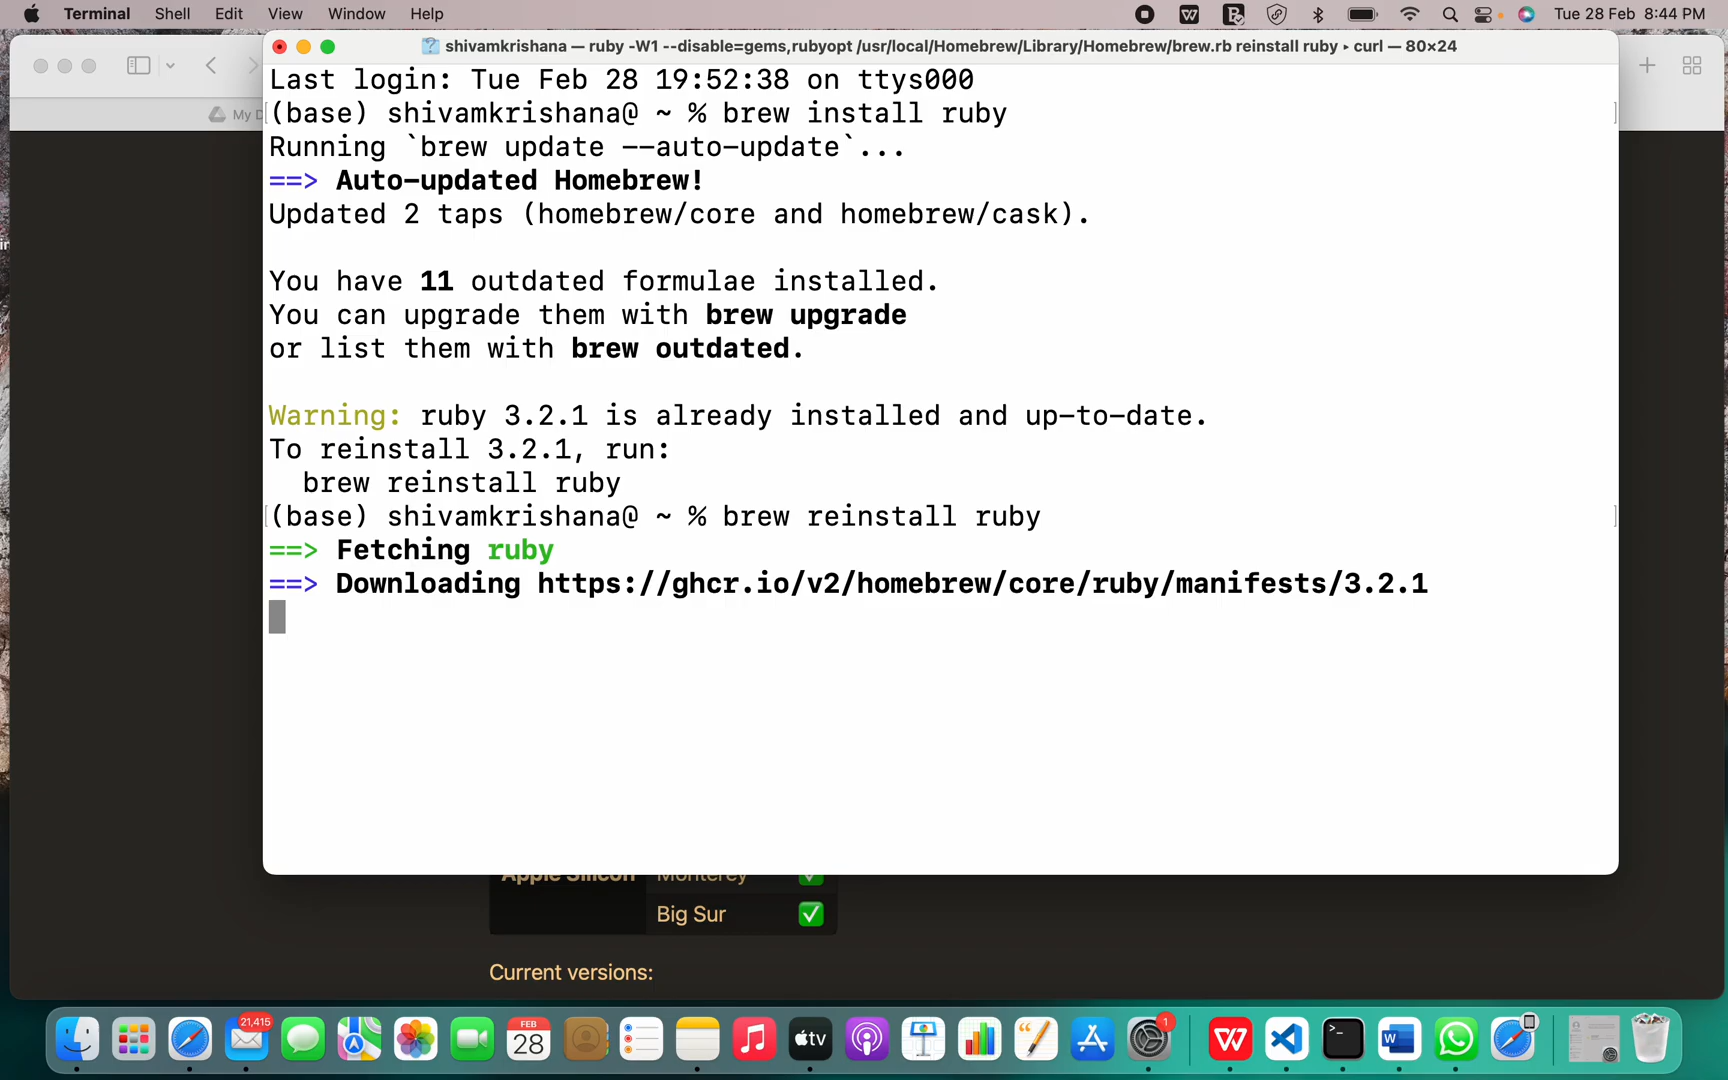 Terminal Shell Edit View Window Help
Tue 28 Feb 8:44 PM
shivamkrishana — ruby -W1 --disable=gems,rubyopt /usr/local/Homebrew/Library/Homebrew/brew.rb reinstall ruby ▸ curl — 80×24
My D
Last login: Tue Feb 28 19:52:38 on ttys000
(base) shivamkrishana@ ~ % brew install ruby
Running `brew update --auto-update`...
==> Auto-updated Homebrew!
Updated 2 taps (homebrew/core and homebrew/cask).
You have 11 outdated formulae installed.
You can upgrade them with brew upgrade
or list them with brew outdated.
Warning: ruby 3.2.1 is already installed and up-to-date.
To reinstall 3.2.1, run:
brew reinstall ruby
(base) shivamkrishana@ ~ % brew reinstall ruby
==> Fetching ruby
==> Downloading https://ghcr.io/v2/homebrew/core/ruby/manifests/3.2.1
Apple Silicon Monterey
Big Sur
Current versions:
21,415
FEB
28
tv
1